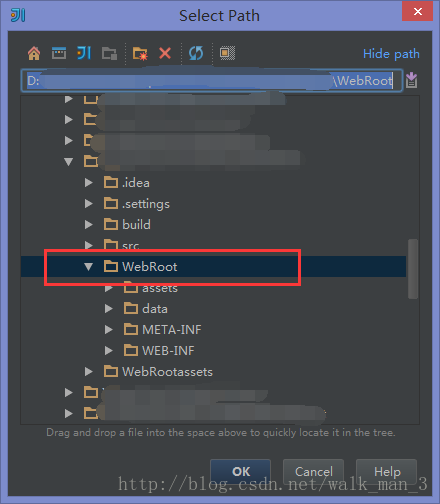 Select Path
Hide path
D: \WebRoot
.idea
.settings
build
src
WebRoot
assets
data
META-INF
WEB-INF
WebRootassets
Drag and drop a file into the space above to quickly locate it in the tree.
OK Cancel Help
http://blog.csdn.net/walk_man_3